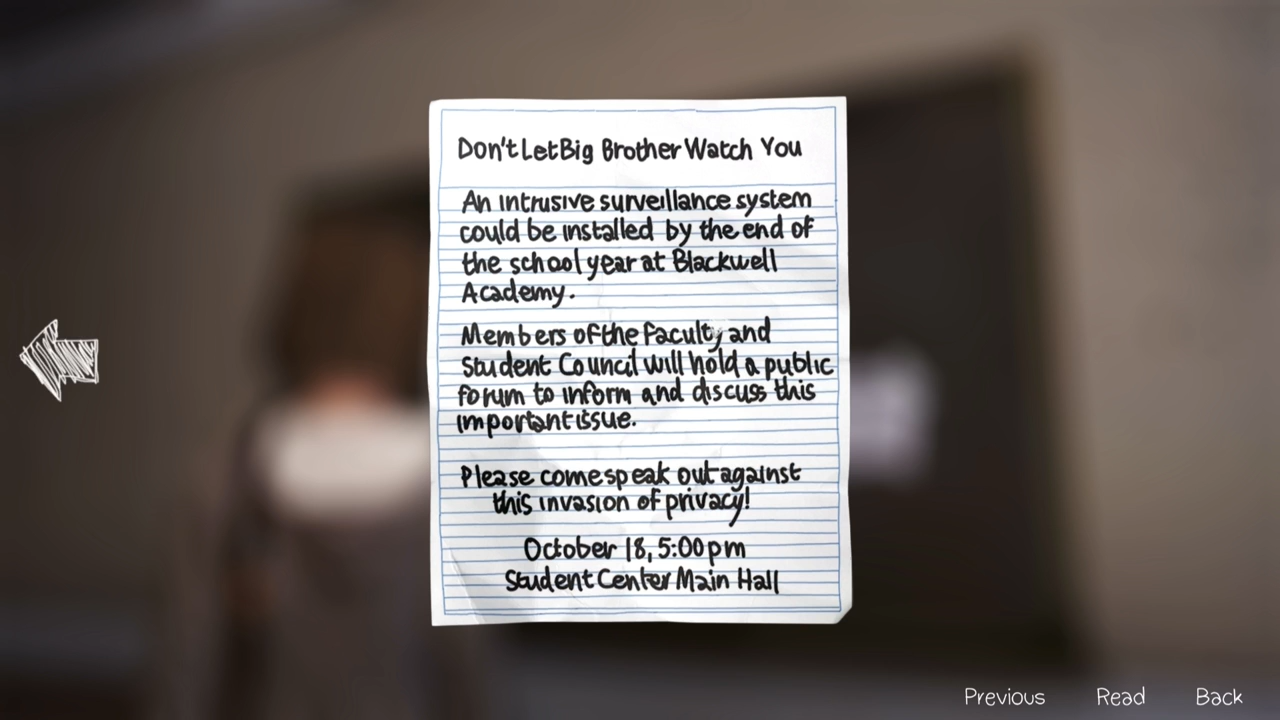 Don't Let Big Brother Watch You
An intrusive surveillance system
could be installed by the end of
the school year at Blackwell
Academy.
Members of the faculty and
Student Council will hold a public
forum to inform and discuss this
important issue.
Please come speak out against
this invasion of privacy!
October 18, 5:00pm
Student Center Main Hall
Previous Read Back